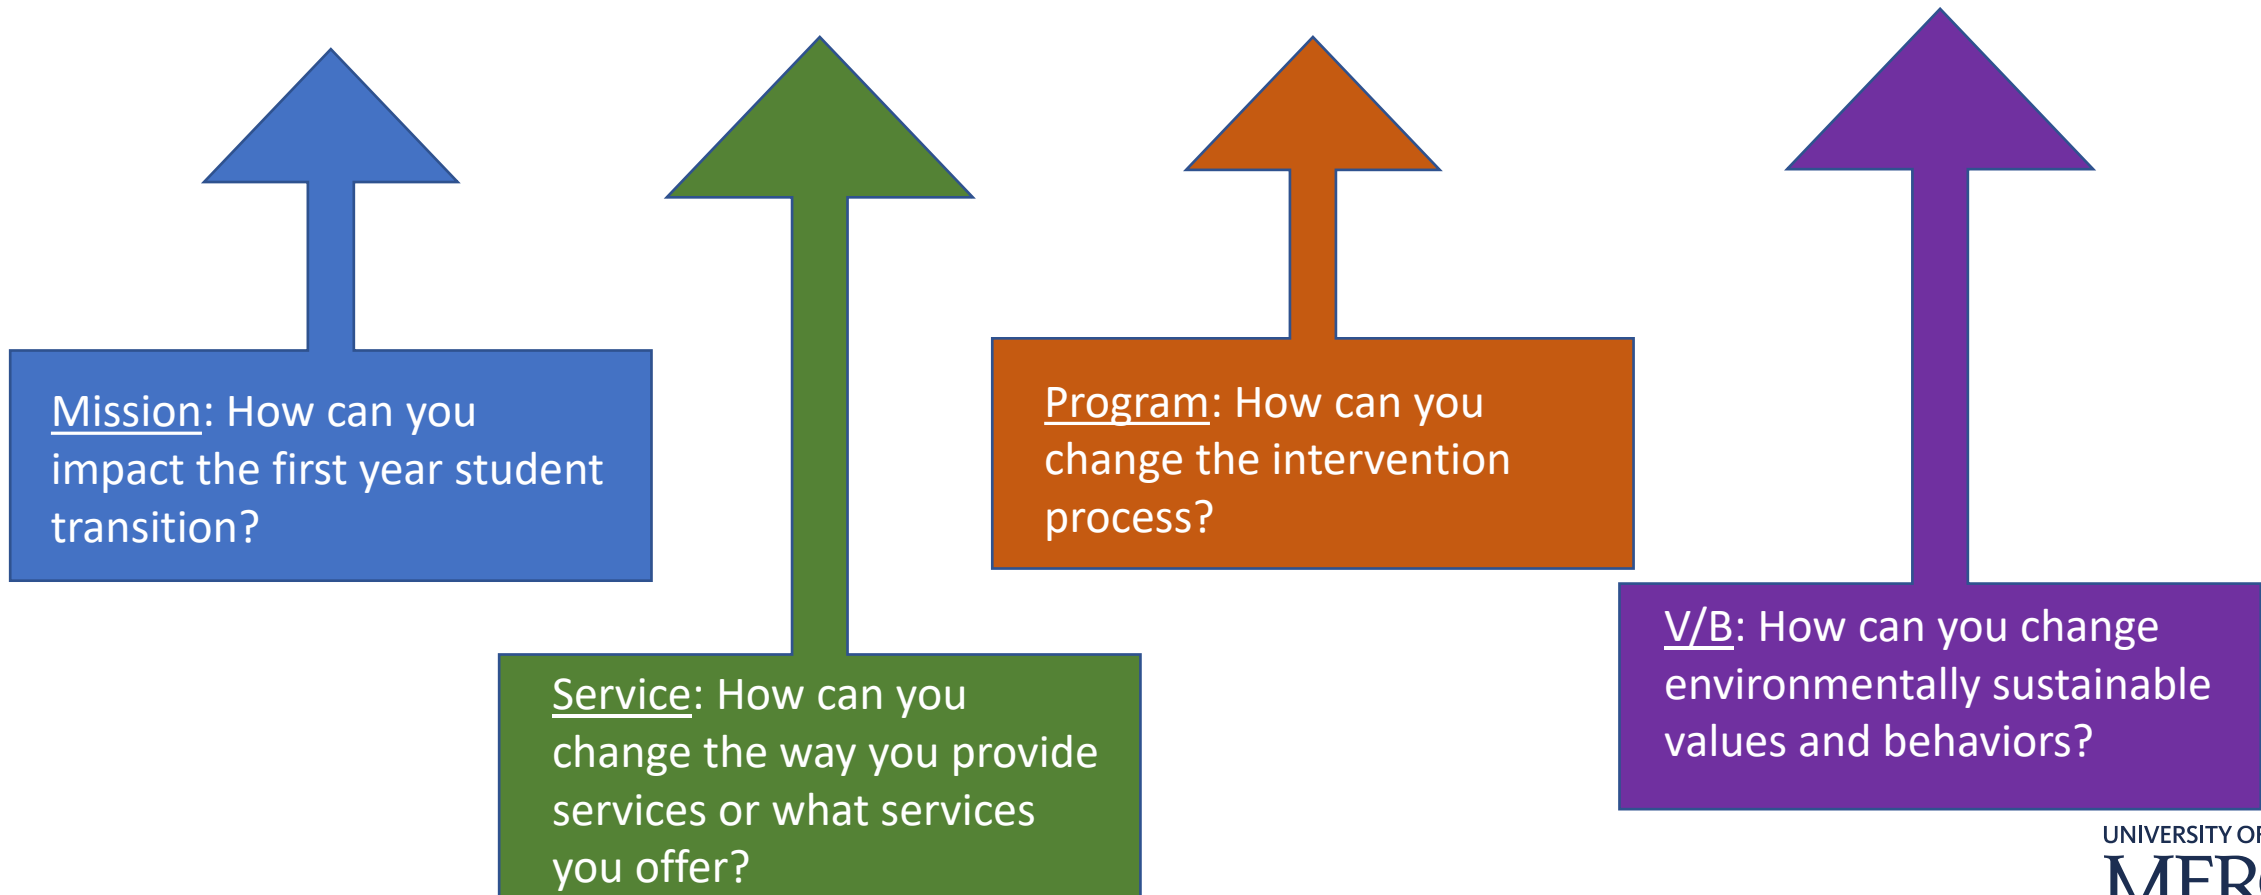 Mission: How can you
impact the first year student
transition?
Service: How can you
change the way you provide
services or what services
you offer?
Program: How can you
change the intervention
process?
V/B: How can you change
environmentally sustainable
values and behaviors?
UNIVERSITY OF